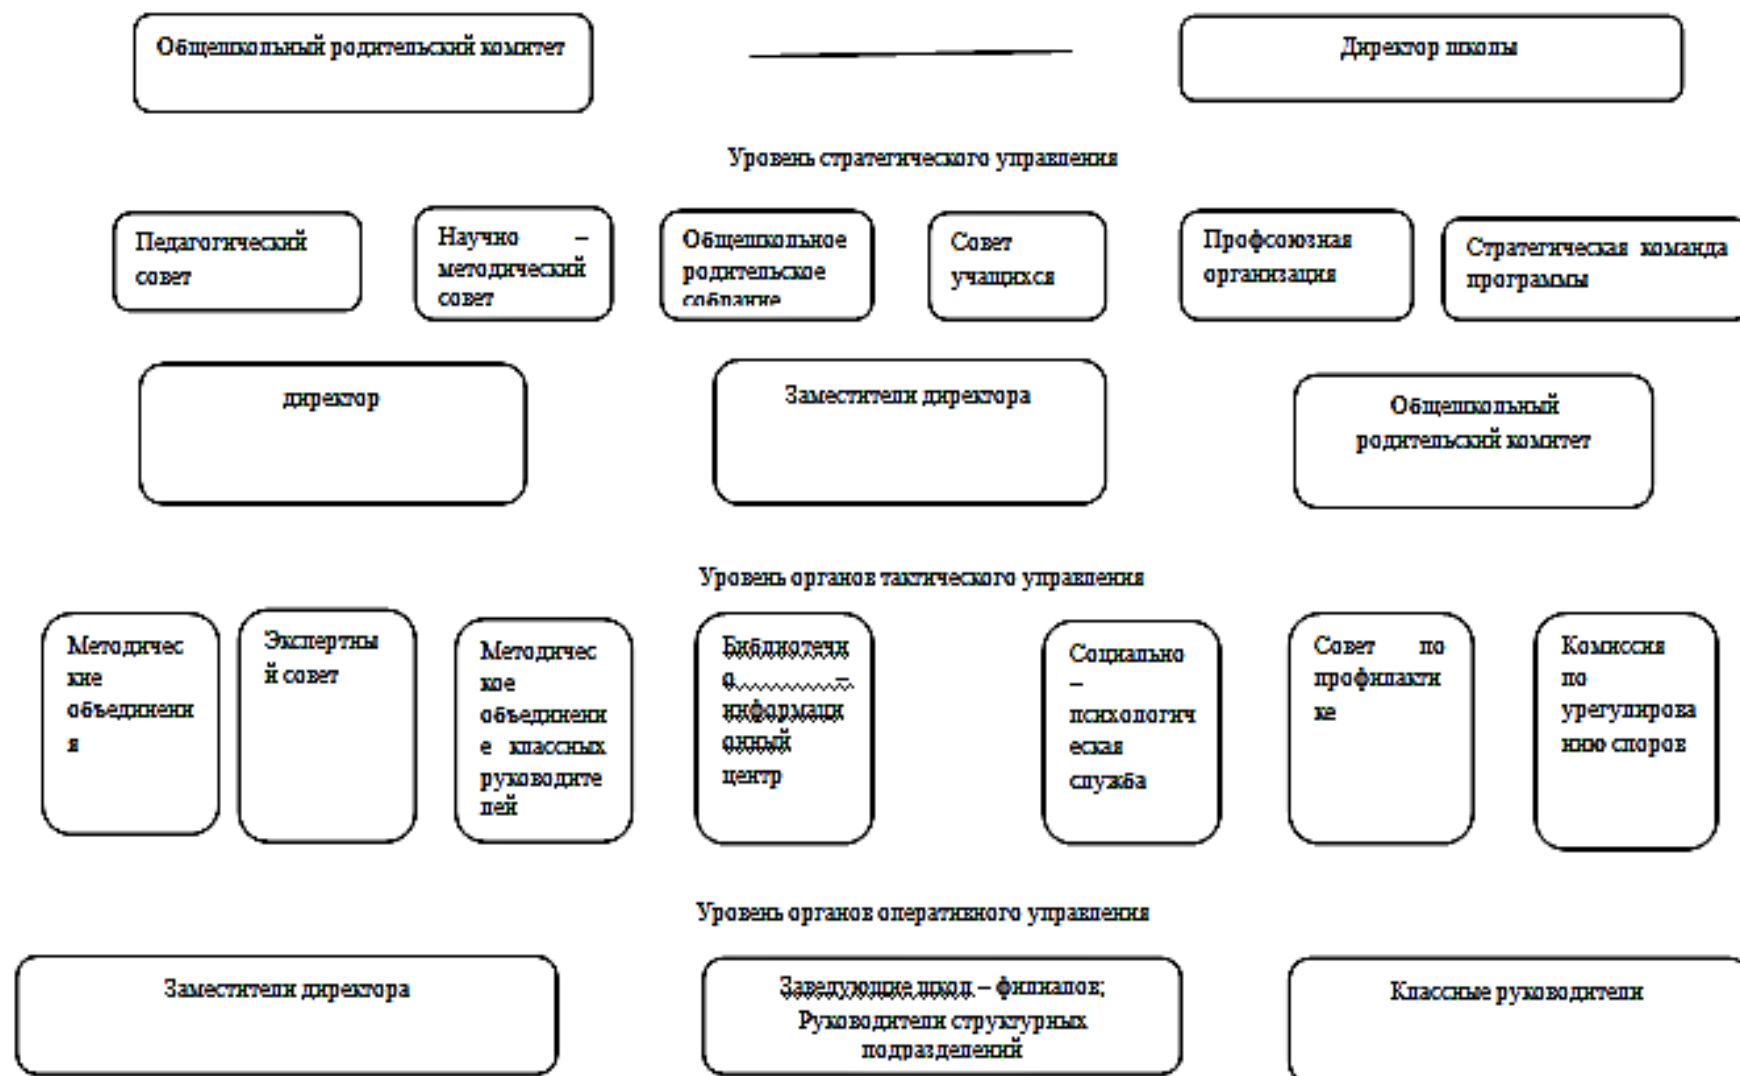 Общешкольный родительский комитет
Директор школы
Уровень стратегического управления
Педагогический
совет
Научно –
методический
совет
Общешкольное
родительское
собрание
Совет
учащихся
Профсоюзная
организация
Стратегическая команда
программы
директор
Заместители директора
Общешкольный
родительский комитет
Уровень органов тактического управления
Методичес
кие
объединени
я
Экспертны
й совет
Методичес
кое
объединени
е классных
руководите
лей
Библиотечн
о –
информаци
онный
центр
Социально
–
психологич
еская
служба
Совет по
профилакти
ке
Комиссия
по
урегулирова
нию споров
Уровень органов оперативного управления
Заместители директора
Заведующие школ – филиалов;
Руководители структурных
подразделений
Классные руководители